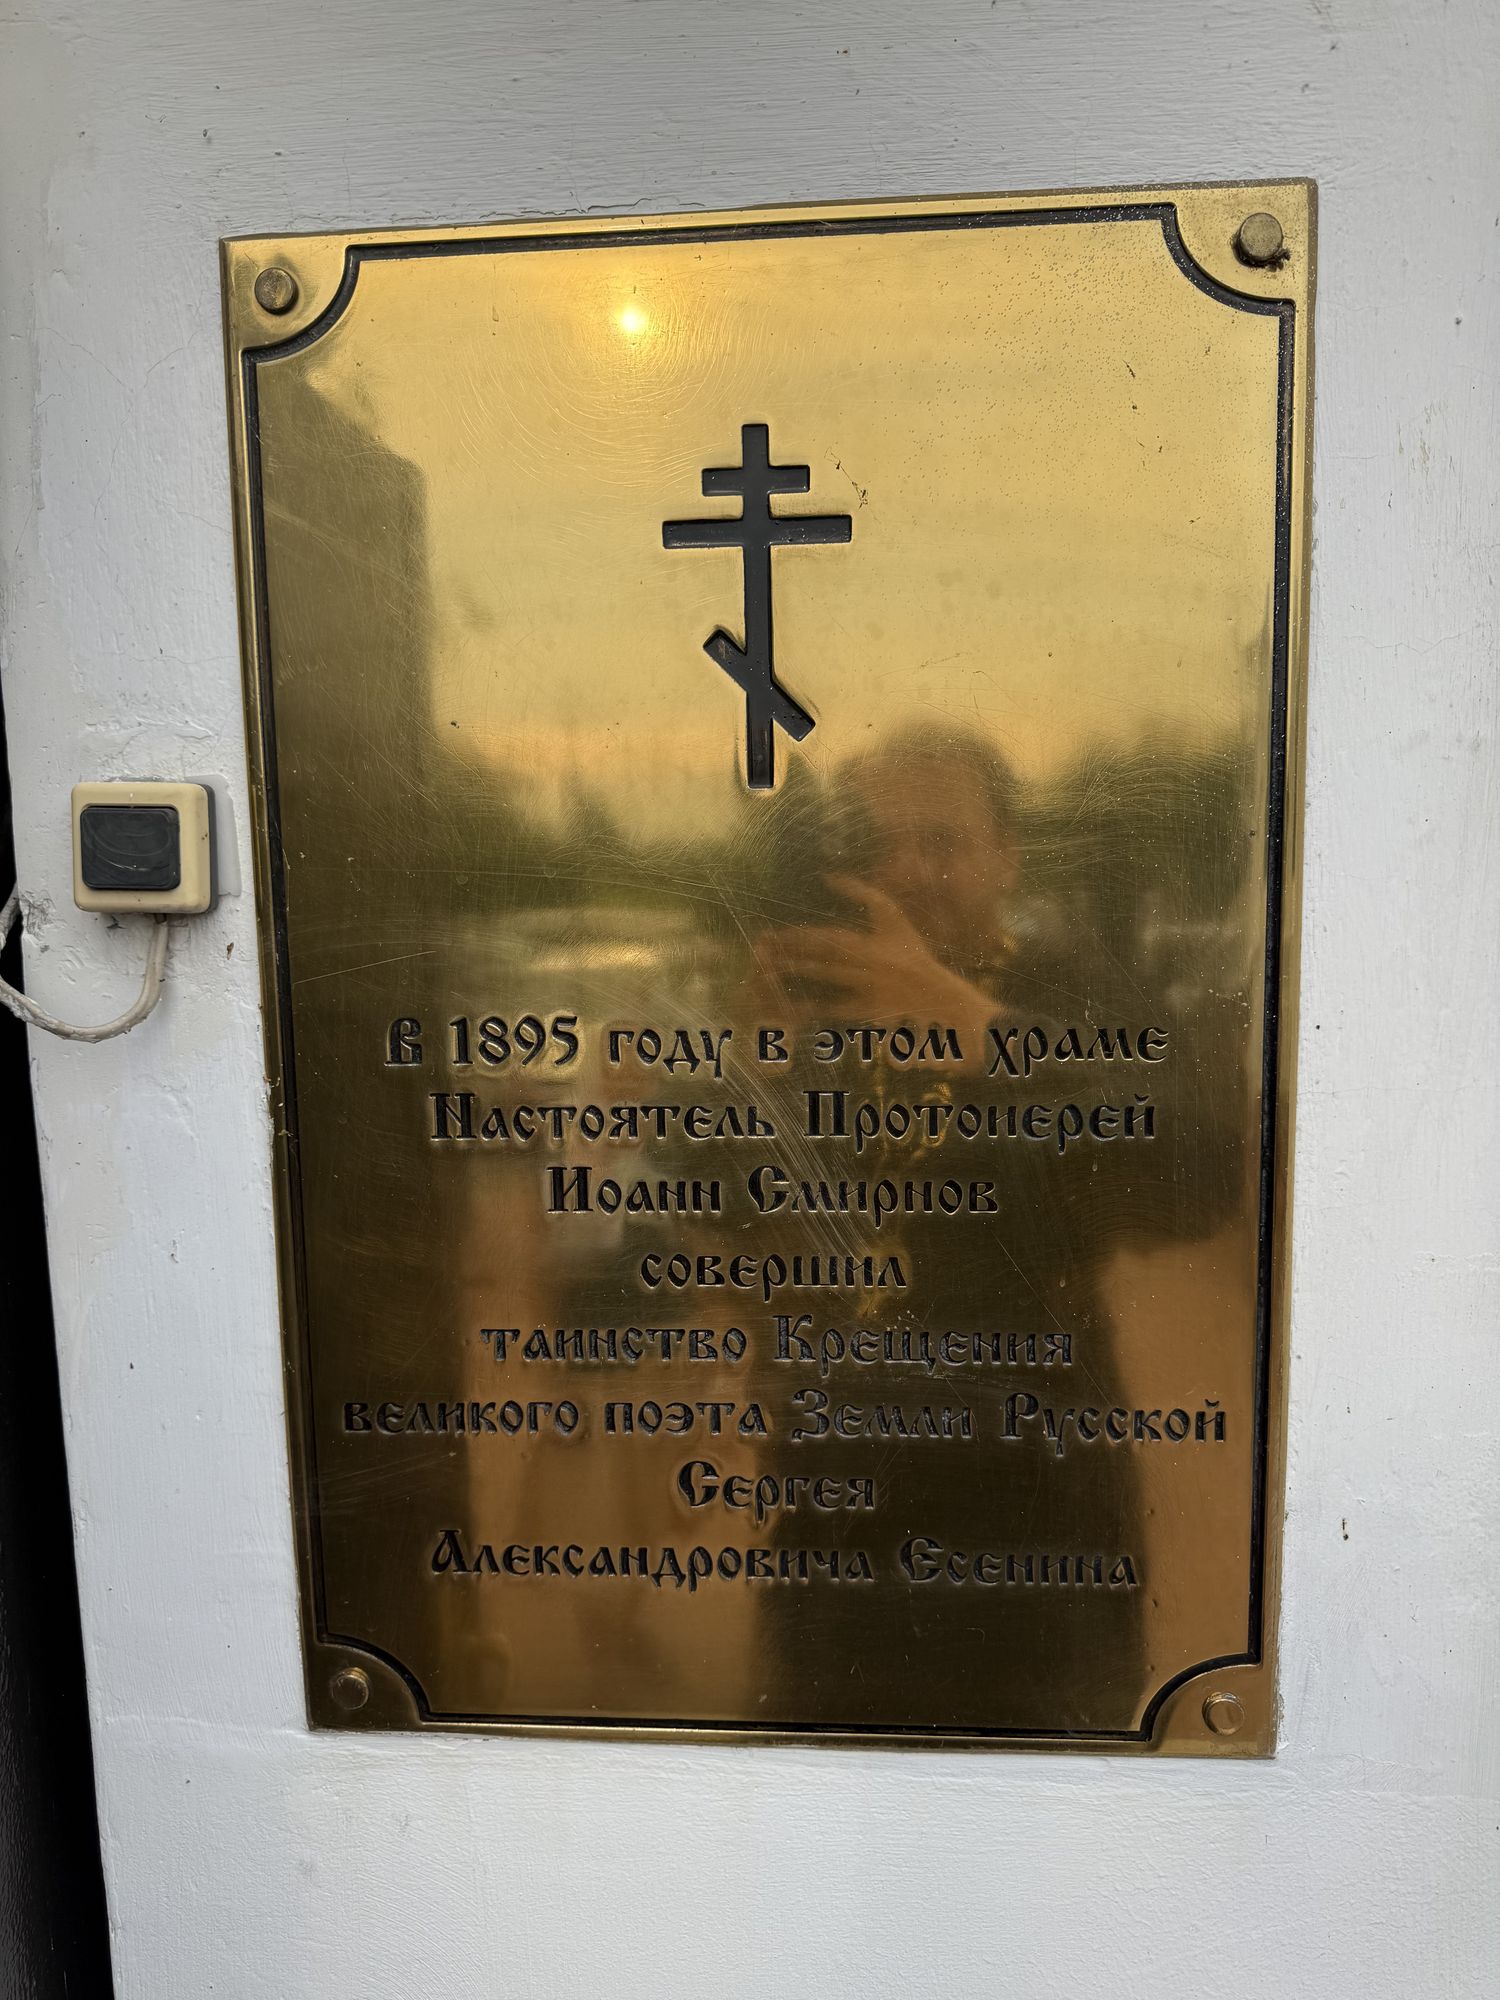 В 1895 году в этом храме
Настоятель Протоиерей
Иоанн Смирнов
совершил
таинство Крещения
великого поэта Земли Русской
Сергея
Александровича Есенина